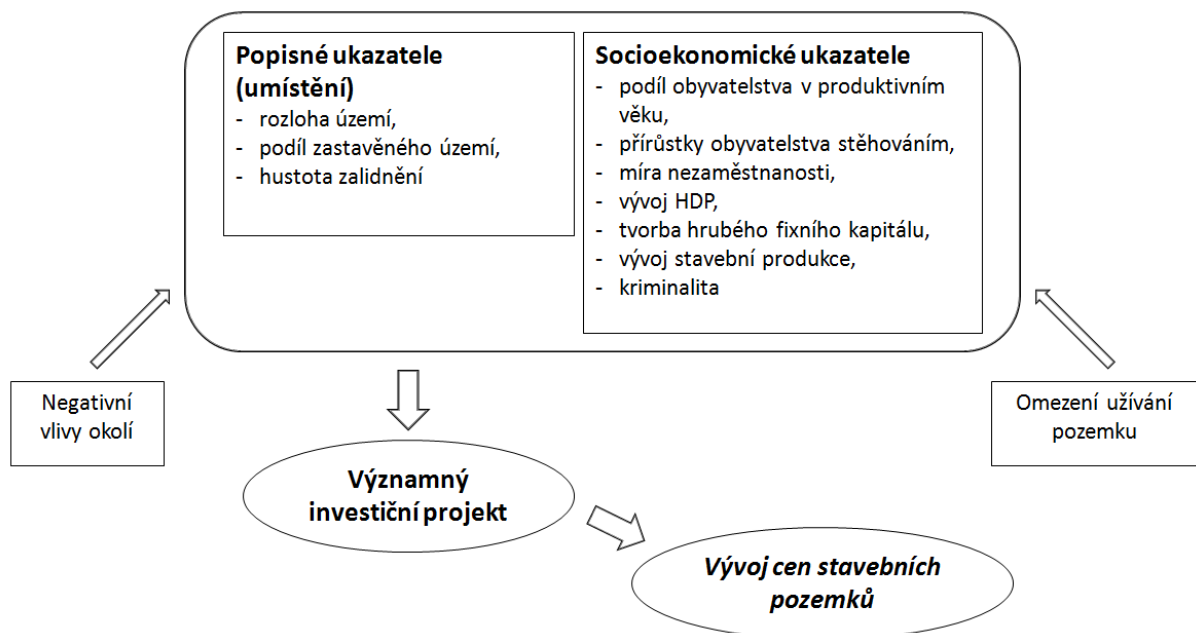 Popisné ukazatele
(umístění)
- rozloha území,
- podíl zastavěného území,
- hustota zalidnění
Socioekonomické ukazatele
- podíl obyvatelstva v produktivním
věku,
- přírůstky obyvatelstva stěhováním,
- míra nezaměstnanosti,
- vývoj HDP,
- tvorba hrubého fixního kapitálu,
- vývoj stavební produkce,
- kriminalita
Negativní
vlivy okolí
Omezení užívání
pozemku
Významný
investiční projekt
Vývoj cen stavebních
pozemků